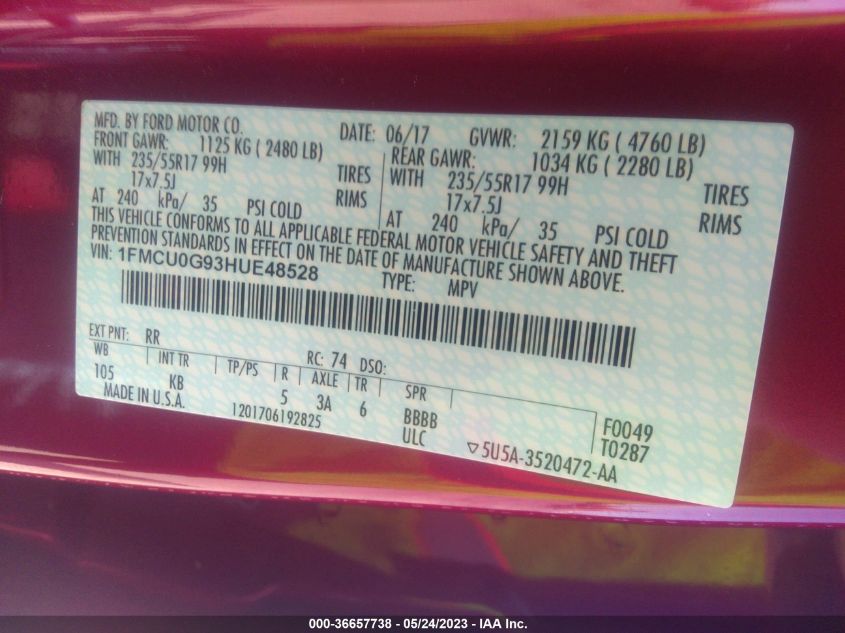 MFD. BY FORD MOTOR CO.
DATE: 06/17 GVWR: 2159 KG ( 4760 LB)
FRONT GAWR: 1125 KG ( 2480 LB)
REAR GAWR: 1034 KG ( 2280 LB)
WITH 235/55R17 99H TIRES
WITH 235/55R17 99H TIRES
17x7.5J RIMS
17x7.5J RIMS
AT 240 kPa/ 35 PSI COLD
AT 240 kPa/ 35 PSI COLD
THIS VEHICLE CONFORMS TO ALL APPLICABLE FEDERAL MOTOR VEHICLE SAFETY AND THEFT
PREVENTION STANDARDS IN EFFECT ON THE DATE OF MANUFACTURE SHOWN ABOVE.
VIN: 1FMCU0G93HUE48528
TYPE: MPV
EXT PNT: RR RC: 74 DSO:
WB INT TR TP/PS R AXLE TR SPR
105 KB 5 3A 6 BBBB F0049
MADE IN U.S.A. 1201706192825 ULC T0287
▽5U5A-3520472-AA
000-36657738 - 05/24/2023 - IAA Inc.